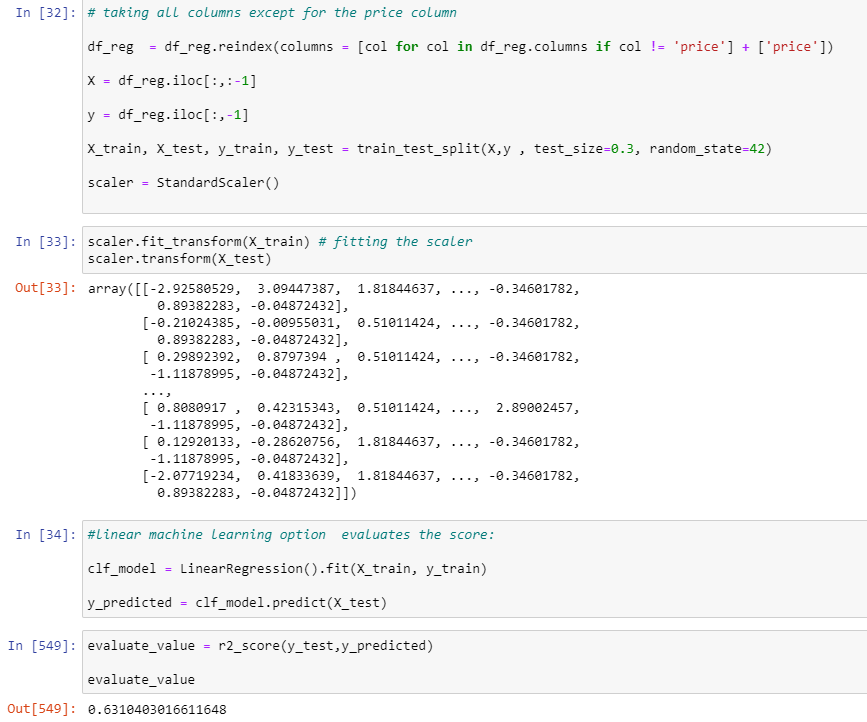 In [32]: # taking all columns except for the price column
df_reg  = df_reg.reindex(columns = [col for col in df_reg.columns if col != 'price'] + ['price'])
X = df_reg.iloc[:,:-1]
y = df_reg.iloc[:,-1]
X_train, X_test, y_train, y_test = train_test_split(X,y , test_size=0.3, random_state=42)
scaler = StandardScaler()
In [33]: scaler.fit_transform(X_train) # fitting the scaler
scaler.transform(X_test)
Out[33]: array([[-2.92580529,  3.09447387,  1.81844637, ..., -0.34601782,
0.89382283, -0.04872432],
[-0.21024385, -0.00955031,  0.51011424, ..., -0.34601782,
0.89382283, -0.04872432],
[ 0.29892392,  0.8797394 ,  0.51011424, ..., -0.34601782,
-1.11878995, -0.04872432],
...,
[ 0.8080917 ,  0.42315343,  0.51011424, ...,  2.89002457,
-1.11878995, -0.04872432],
[ 0.12920133, -0.28620756,  1.81844637, ..., -0.34601782,
-1.11878995, -0.04872432],
[-2.07719234,  0.41833639,  1.81844637, ..., -0.34601782,
0.89382283, -0.04872432]])
In [34]: #linear machine learning option  evaluates the score:
clf_model = LinearRegression().fit(X_train, y_train)
y_predicted = clf_model.predict(X_test)
In [549]: evaluate_value = r2_score(y_test,y_predicted)
evaluate_value
Out[549]: 0.6310403016611648